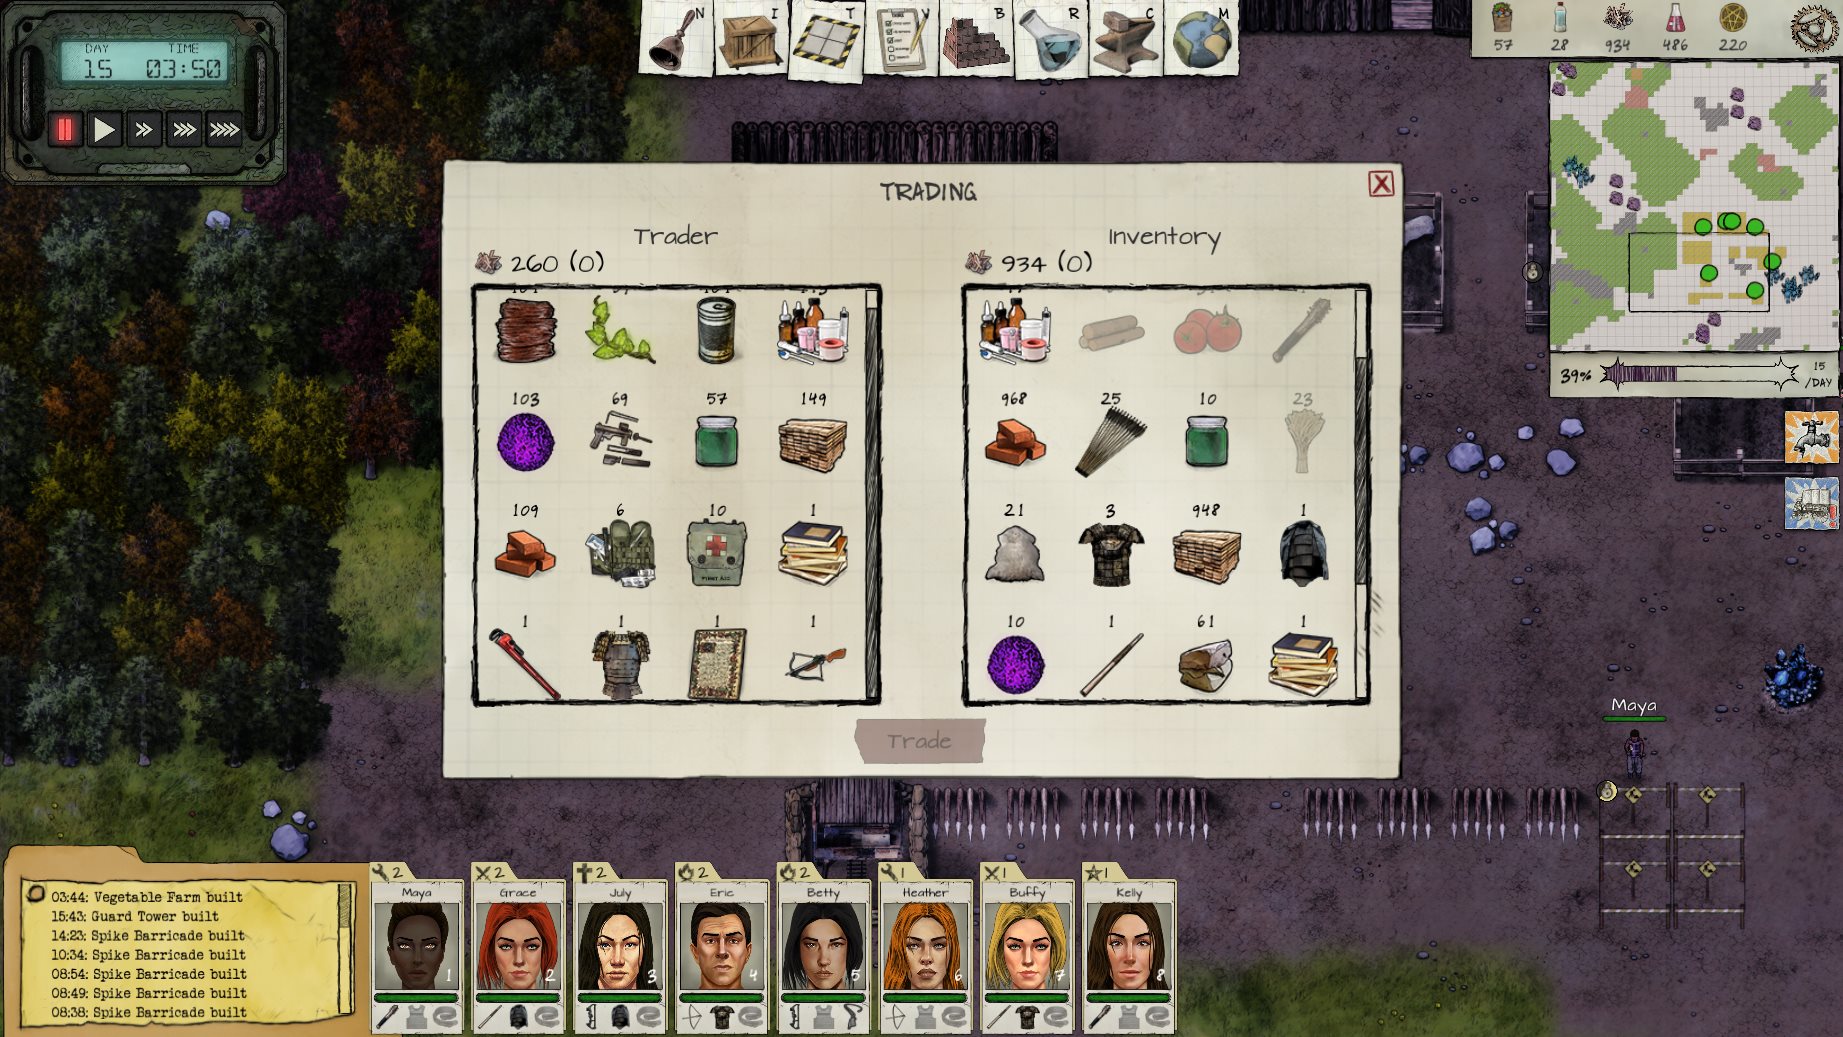 DAY TIME
15 03:50
N I T V B R C M
57 28 934 486 220
39%
15
/DAY
TRADING
Trader
260 (0)
103 69 57 149
109 6 10 1
FIRST AID
1 1 1 1
Inventory
934 (0)
968 25 10 23
21 3 948 1
10 1 61 1
Trade
Maya
03:44: Vegetable Farm built
15:43: Guard Tower built
14:23: Spike Barricade built
10:34: Spike Barricade built
08:54: Spike Barricade built
08:49: Spike Barricade built
08:38: Spike Barricade built
2 2 2 2 2 1 1 1
Maya Grace July Eric Betty Heather Buffy Kelly
1 2 3 4 5 6 7 8